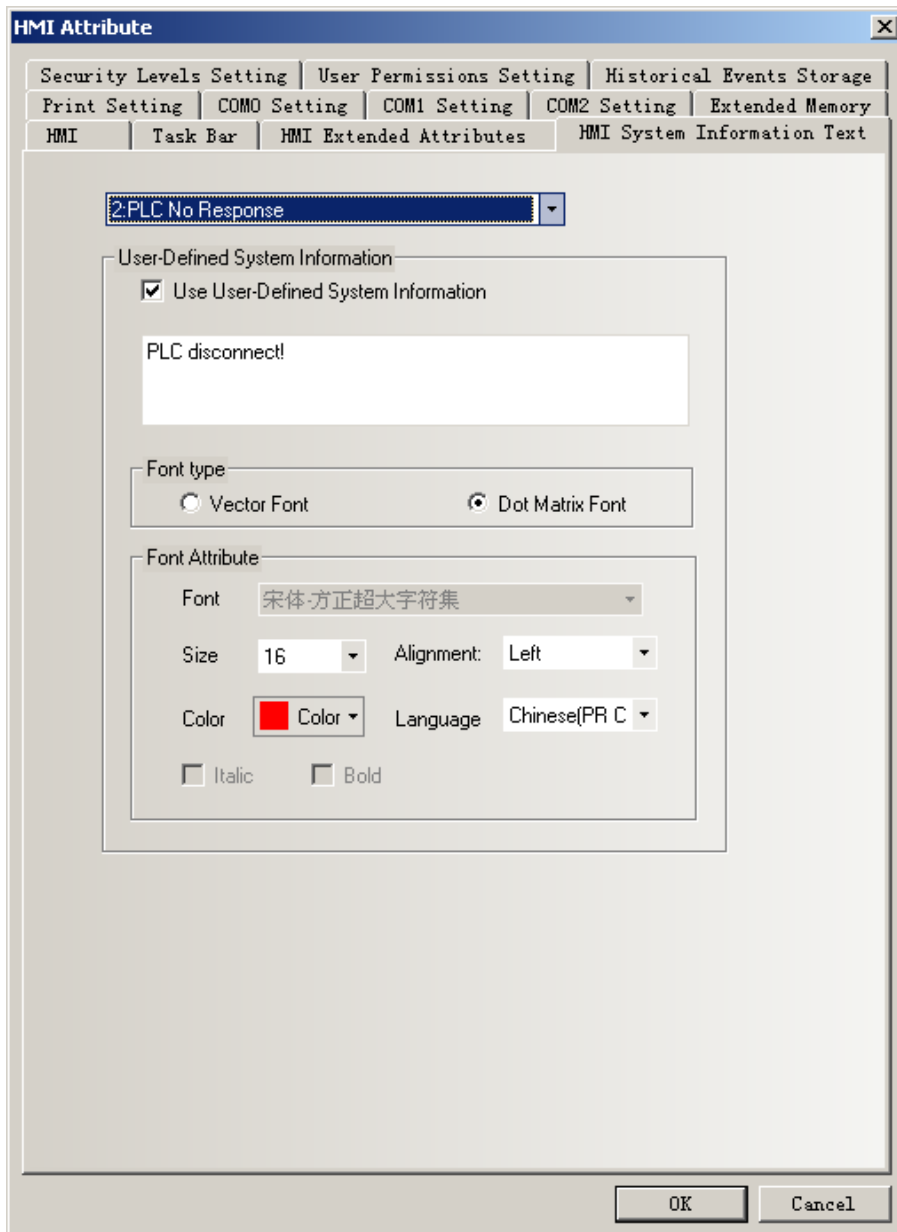 HMI Attribute
Security Levels Setting User Permissions Setting Historical Events Storage
Print Setting COM0 Setting COM1 Setting COM2 Setting Extended Memory
HMI Task Bar HMI Extended Attributes HMI System Information Text
2:PLC No Response
User-Defined System Information
Use User-Defined System Information
PLC disconnect!
Font type
Vector Font Dot Matrix Font
Font Attribute
Font 宋体-方正超大字符集
Size 16 Alignment: Left
Color Color Language Chinese(PR C
Italic Bold
OK Cancel